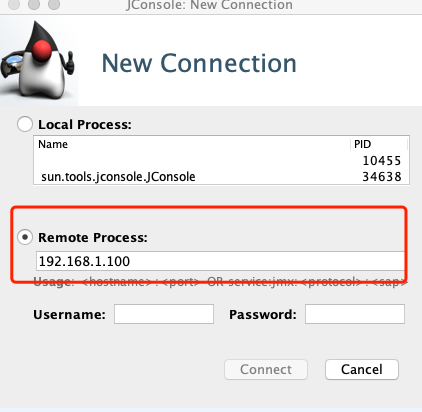 JConsole: New Connection
New Connection
Local Process:
Name PID
10455
sun.tools.jconsole.JConsole 34638
Remote Process:
192.168.1.100
Usage: <hostname>:<port> OR service:jmx:<protocol>:<sap>
Username: Password:
Connect Cancel